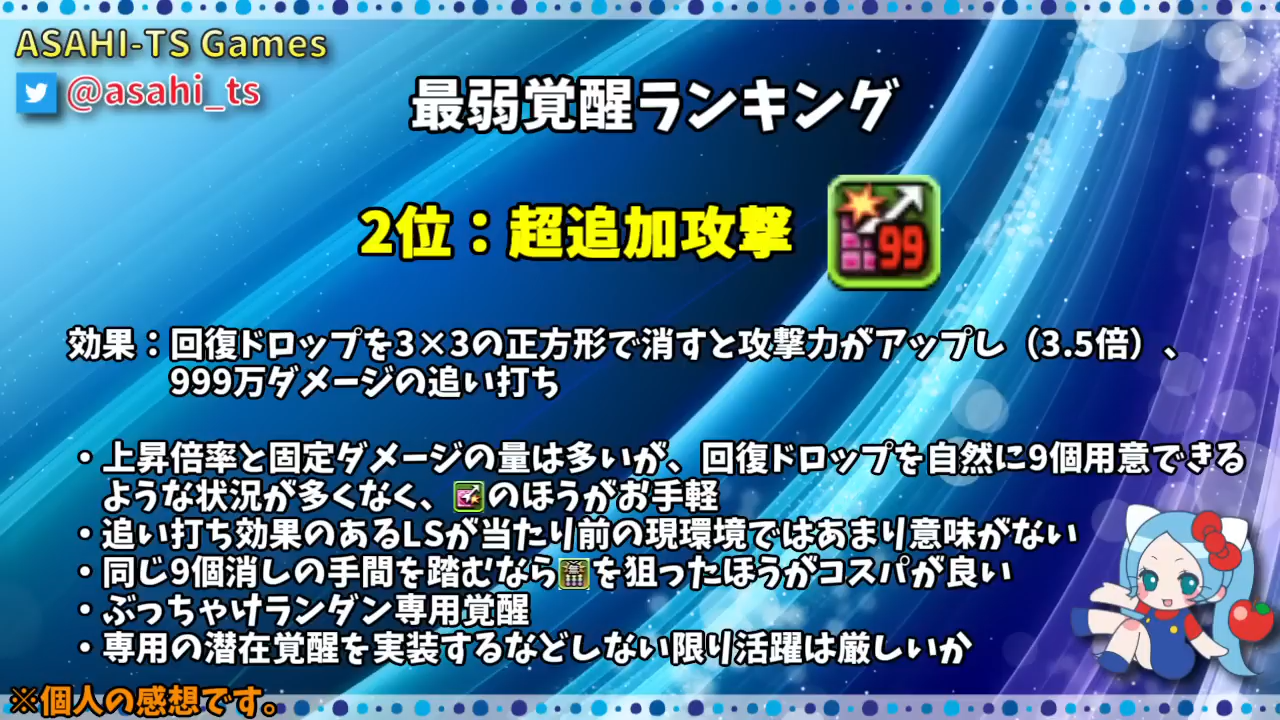 ASAHI-TS Games
@asahi_ts
最弱覚醒ランキング
2位：超追加攻撃
99
効果：回復ドロップを3×3の正方形で消すと攻撃力がアップし（3.5倍）、
999万ダメージの追い打ち
・上昇倍率と固定ダメージの量は多いが、回復ドロップを自然に9個用意できる
ような状況が多くなく、のほうがお手軽
・追い打ち効果のあるLSが当たり前の現環境ではあまり意味がない
・同じ9個消しの手間を踏むならを狙ったほうがコスパが良い
・ぶっちゃけランダン専用覚醒
・専用の潜在覚醒を実装するなどしない限り活躍は厳しいか
※個人の感想です。